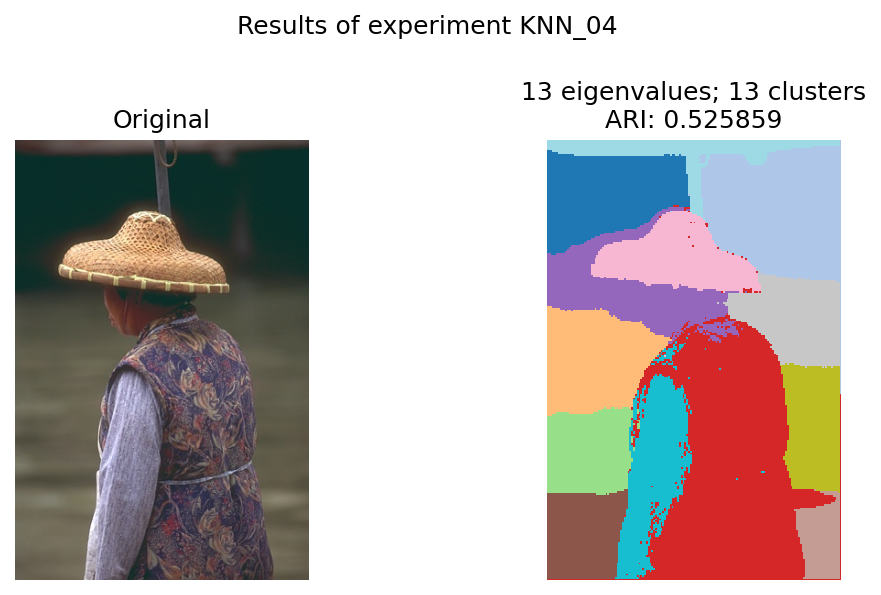 Results of experiment KNN_04
Original
13 eigenvalues; 13 clusters
ARI: 0.525859